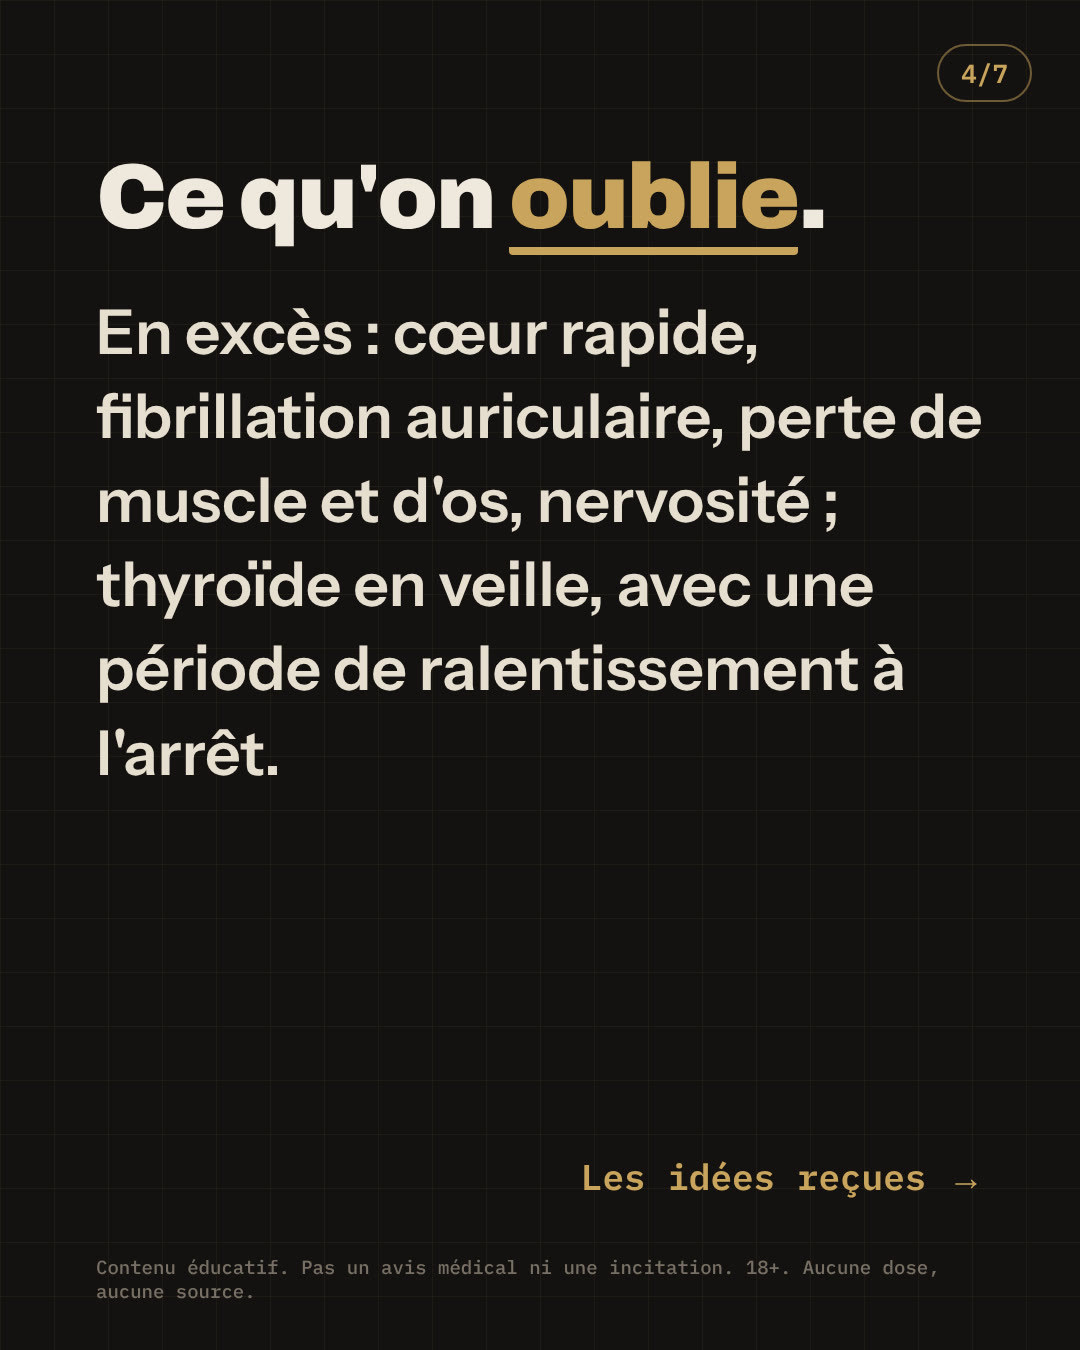 4/7
Ce qu'on oublie.
En excès : cœur rapide,
fibrillation auriculaire, perte de
muscle et d'os, nervosité ;
thyroïde en veille, avec une
période de ralentissement à
l'arrêt.
Les idées reçues →
Contenu éducatif. Pas un avis médical ni une incitation. 18+. Aucune dose,
aucune source.